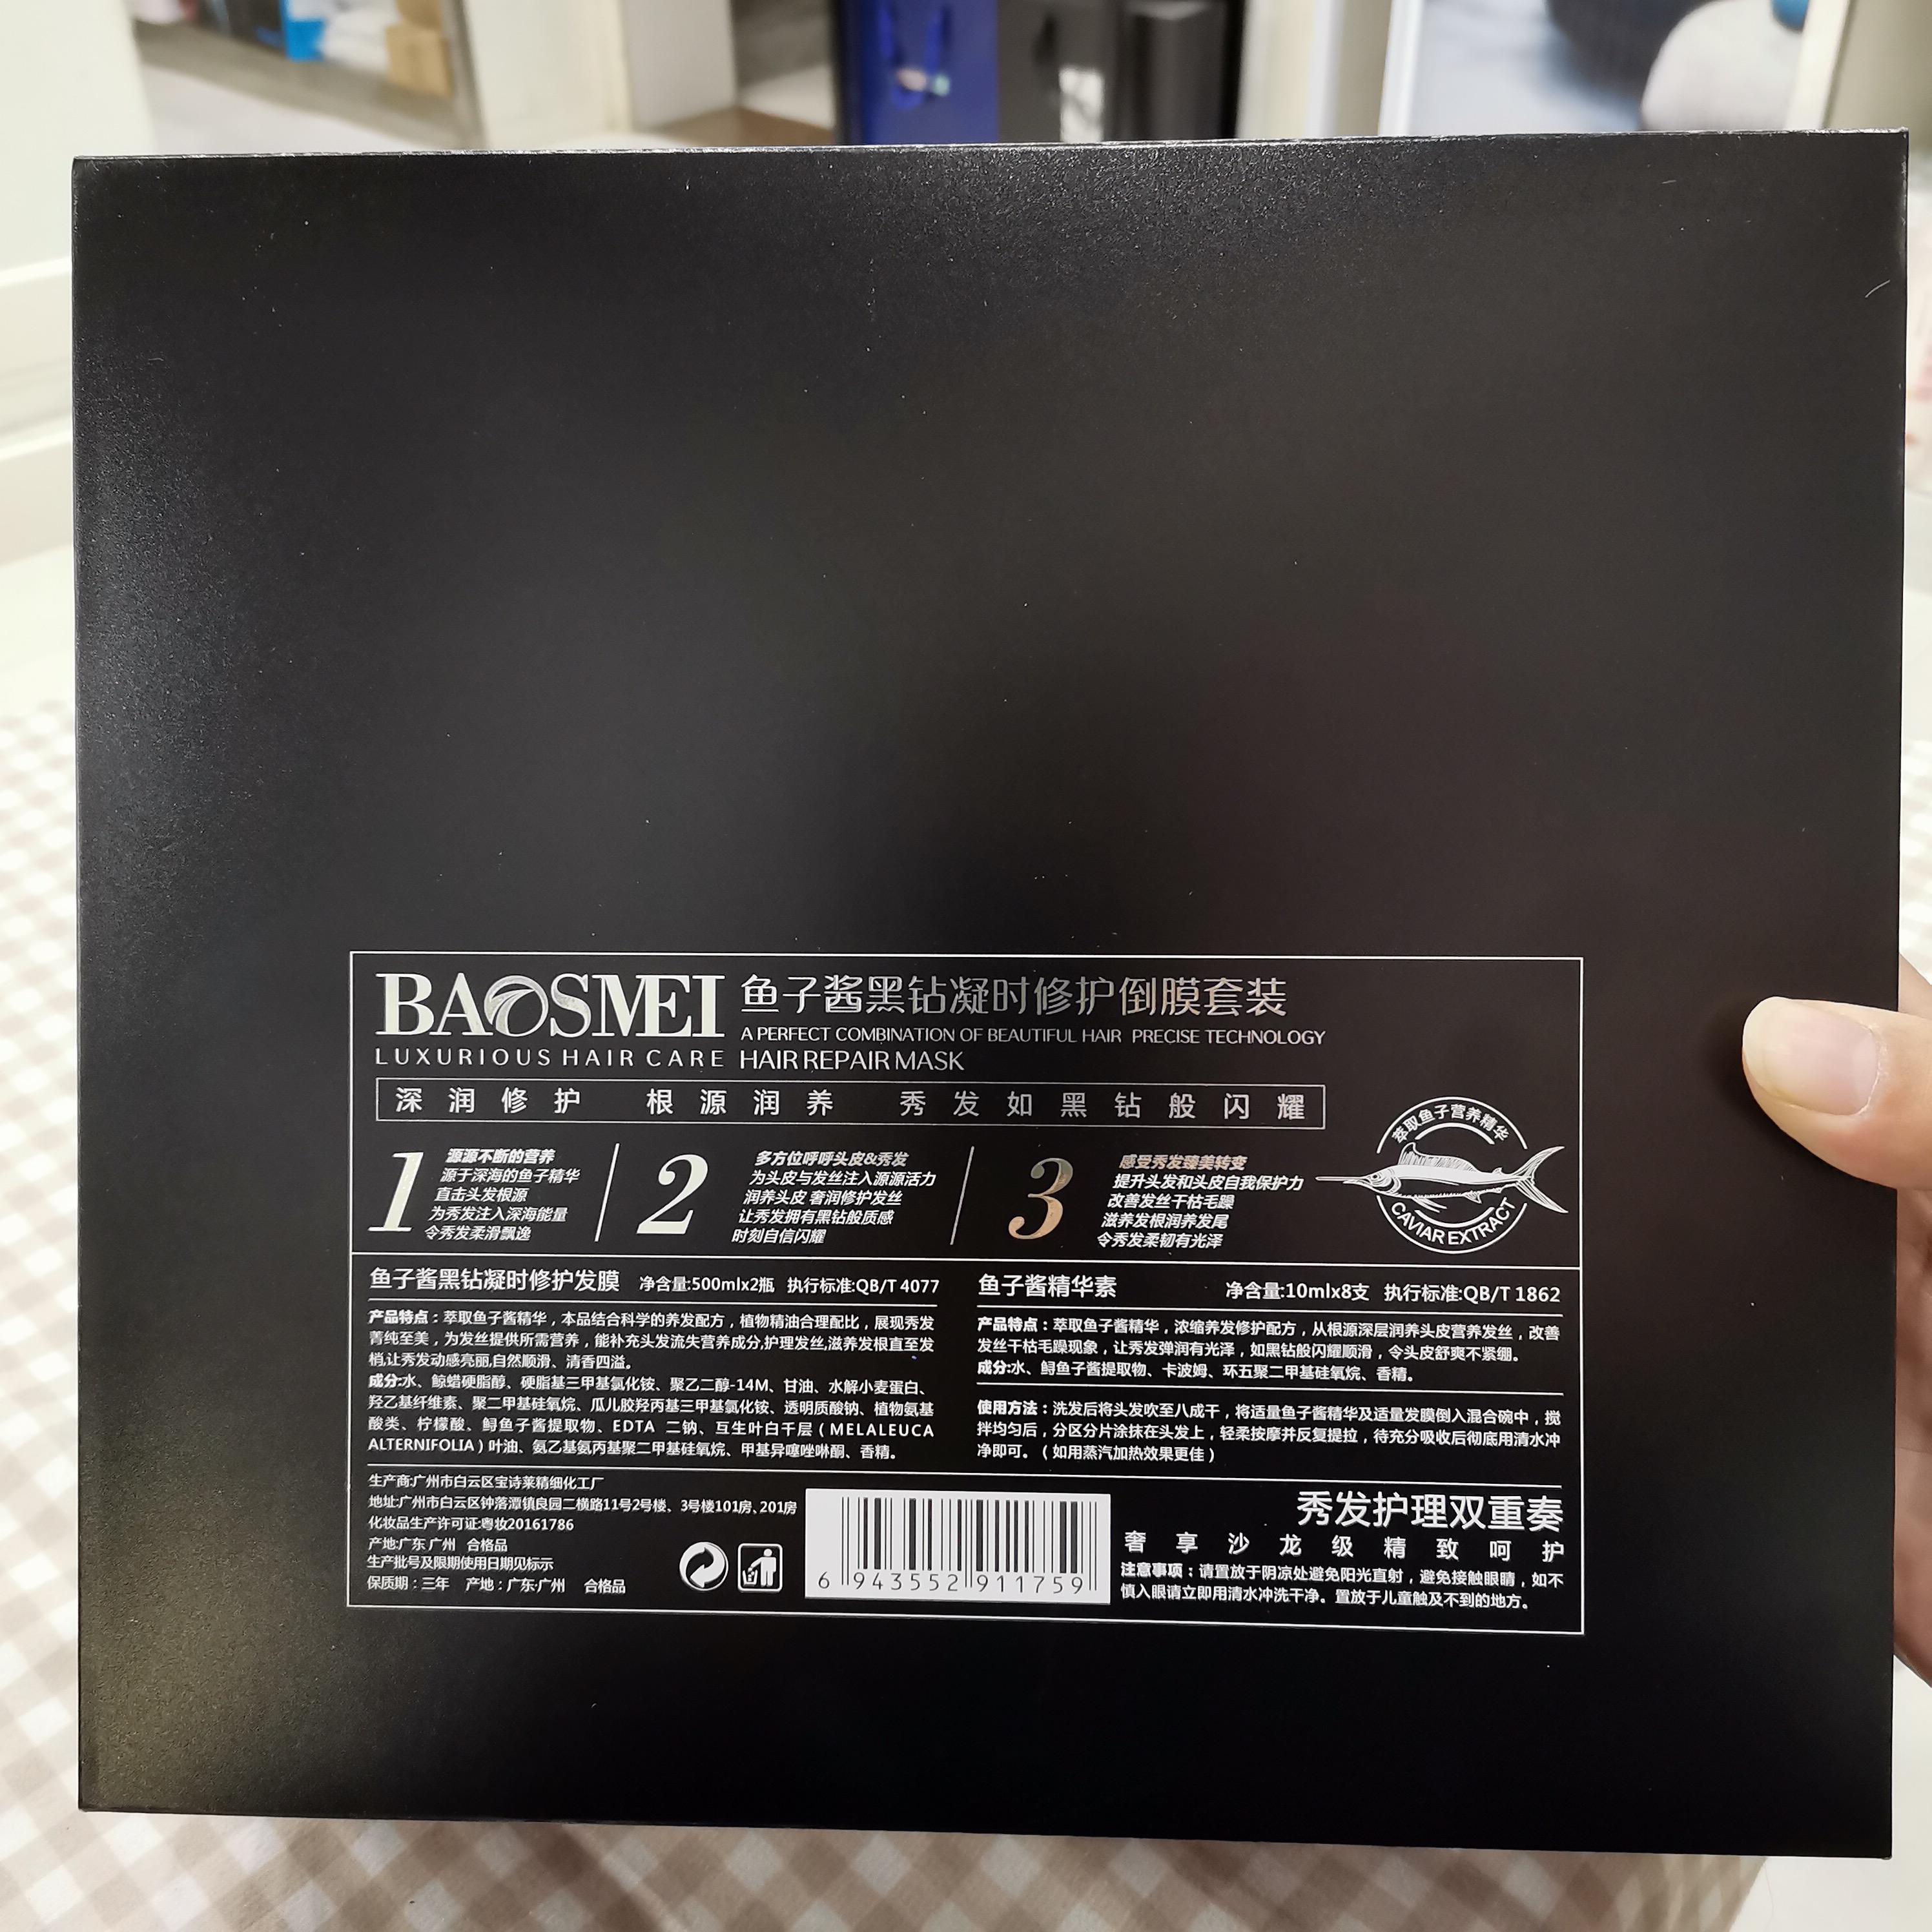 BAOSMEI
LUXURIOUS HAIR CARE
鱼子酱黑钻凝时修护倒膜套装
A PERFECT COMBINATION OF BEAUTIFUL HAIR PRECISE TECHNOLOGY
HAIR REPAIR MASK
深润修护 根源润养 秀发如黑钻般闪耀
1
源源不断的营养
源于深海的鱼子精华
直击头发根源
为秀发注入深海能量
令秀发柔滑飘逸
2
多方位呼呼头皮&秀发
为头皮与发丝注入源源活力
润养头皮 奢润修护发丝
让秀发拥有黑钻般质感
时刻自信闪耀
3
感受秀发臻美转变
提升头发和头皮自我保护力
改善发丝干枯毛躁
滋养发根润养发尾
令秀发柔韧有光泽
萃取鱼子营养精华
CAVIAR EXTRACT
鱼子酱黑钻凝时修护发膜 净含量:500mlx2瓶 执行标准:QB/T 4077
产品特点：萃取鱼子酱精华，本品结合科学的养发配方，植物精油合理配比，展现秀发
菁纯至美，为发丝提供所需营养，能补充头发流失营养成分,护理发丝,滋养发根直至发
梢,让秀发动感亮丽,自然顺滑、清香四溢。
成分:水、鲸蜡硬脂醇、硬脂基三甲基氯化铵、聚乙二醇-14M、甘油、水解小麦蛋白、
羟乙基纤维素、聚二甲基硅氧烷、瓜儿胶羟丙基三甲基氯化铵、透明质酸钠、植物氨基
酸类、柠檬酸、鲟鱼子酱提取物、EDTA 二钠、互生叶白千层（MELALEUCA
ALTERNIFOLIA）叶油、氨乙基氨丙基聚二甲基硅氧烷、甲基异噻唑啉酮、香精。
鱼子酱精华素 净含量:10mlx8支 执行标准:QB/T 1862
产品特点：萃取鱼子酱精华，浓缩养发修护配方，从根源深层润养头皮营养发丝，改善
发丝干枯毛躁现象，让秀发弹润有光泽，如黑钻般闪耀顺滑，令头皮舒爽不紧绷。
成分:水、鲟鱼子酱提取物、卡波姆、环五聚二甲基硅氧烷、香精。
使用方法：洗发后将头发吹至八成干，将适量鱼子酱精华及适量发膜倒入混合碗中，搅
拌均匀后，分区分片涂抹在头发上，轻柔按摩并反复提拉，待充分吸收后彻底用清水冲
净即可。（如用蒸汽加热效果更佳）
生产商:广州市白云区宝诗莱精细化工厂
地址:广州市白云区钟落潭镇良园二横路11号2号楼、3号楼101房、201房
化妆品生产许可证:粤妆20161786
产地:广东 广州 合格品
生产批号及限期使用日期见标示
保质期：三年 产地：广东·广州 合格品
6 943552 911759
秀发护理双重奏
奢享沙龙级精致呵护
注意事项：请置放于阴凉处避免阳光直射，避免接触眼睛，如不
慎入眼请立即用清水冲洗干净。置放于儿童触及不到的地方。